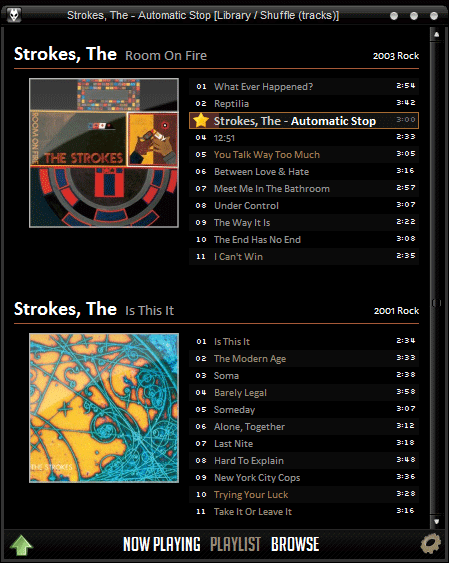 Strokes, The - Automatic Stop [Library / Shuffle (tracks)]
Strokes, The Room On Fire 2003 Rock
ROOM ON FIRE
THE STROKES
01 What Ever Happened? 2:54
02 Reptilia 3:42
Strokes, The - Automatic Stop 3:00
04 12:51 2:33
05 You Talk Way Too Much 3:05
06 Between Love & Hate 3:16
07 Meet Me In The Bathroom 2:57
08 Under Control 3:07
09 The Way It Is 2:22
10 The End Has No End 3:08
11 I Can't Win 2:35
Strokes, The Is This It 2001 Rock
THE STROKES
01 Is This It 2:34
02 The Modern Age 3:33
03 Soma 2:38
04 Barely Legal 3:58
05 Someday 3:07
06 Alone, Together 3:12
07 Last Nite 3:18
08 Hard To Explain 3:48
09 New York City Cops 3:36
10 Trying Your Luck 3:28
11 Take It Or Leave It 3:16
NOW PLAYING PLAYLIST BROWSE